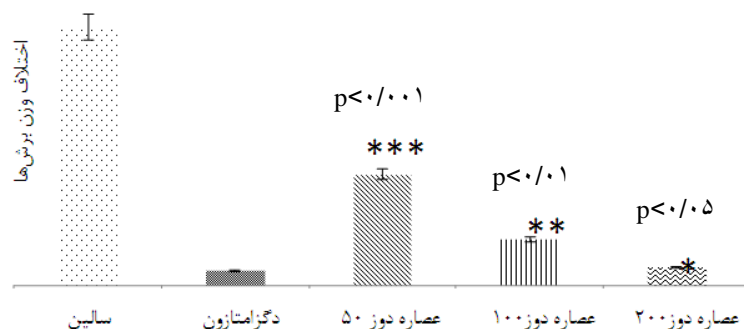 اختلاف وزن برش‌ها
p<۰/۰۰۱
***
p<۰/۰۱
**
p<۰/۰۵
*
سالین
دگزامتازون
عصاره دوز ۵۰
عصاره دوز۱۰۰
عصاره دوز۲۰۰